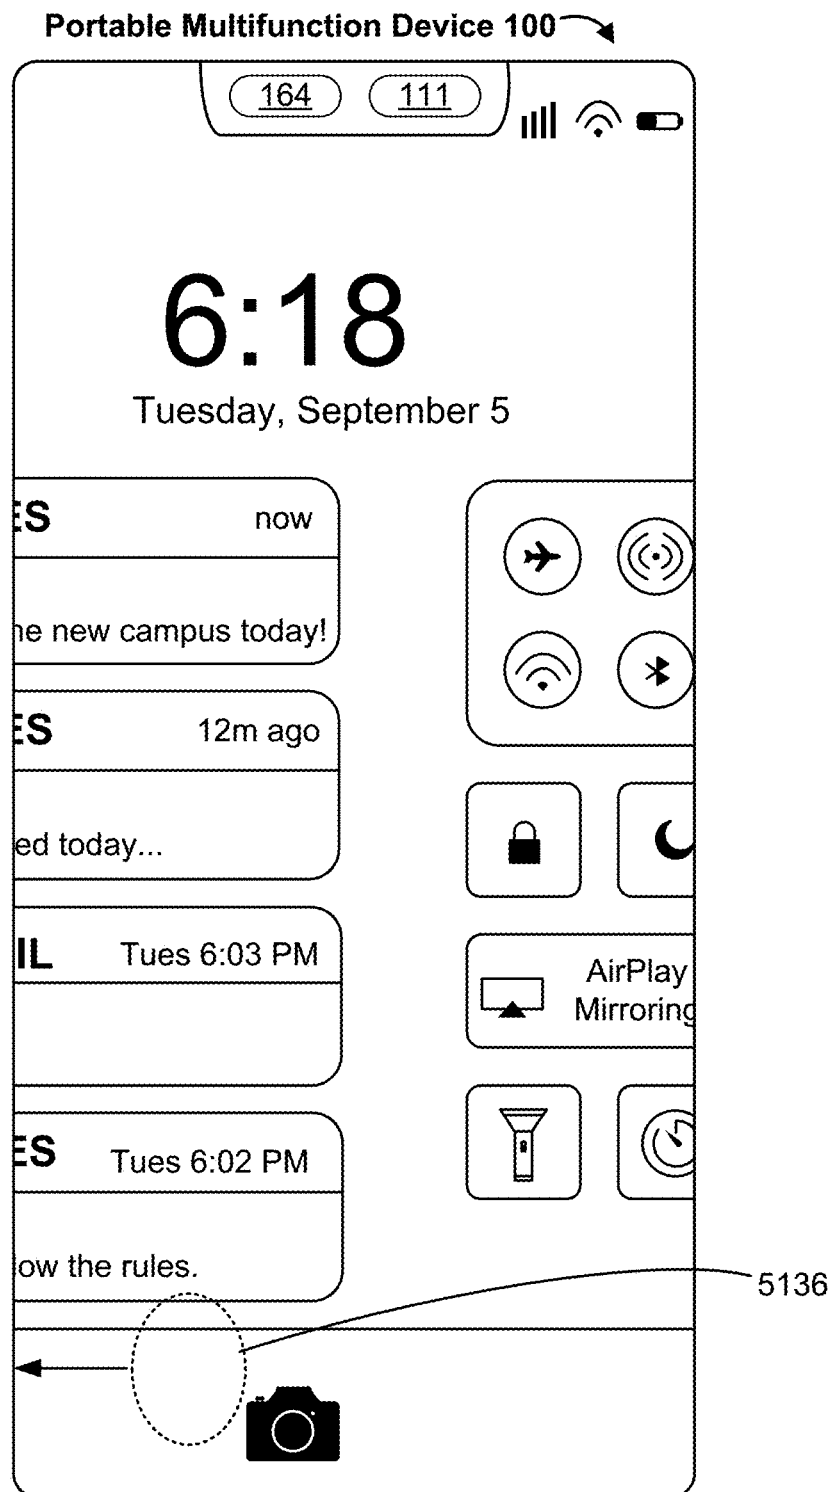 Portable Multifunction Device 100
164 111
6:18
Tuesday, September 5
ES now
he new campus today!
ES 12m ago
ed today...
IL Tues 6:03 PM
AirPlay
Mirroring
ES Tues 6:02 PM
low the rules.
5136